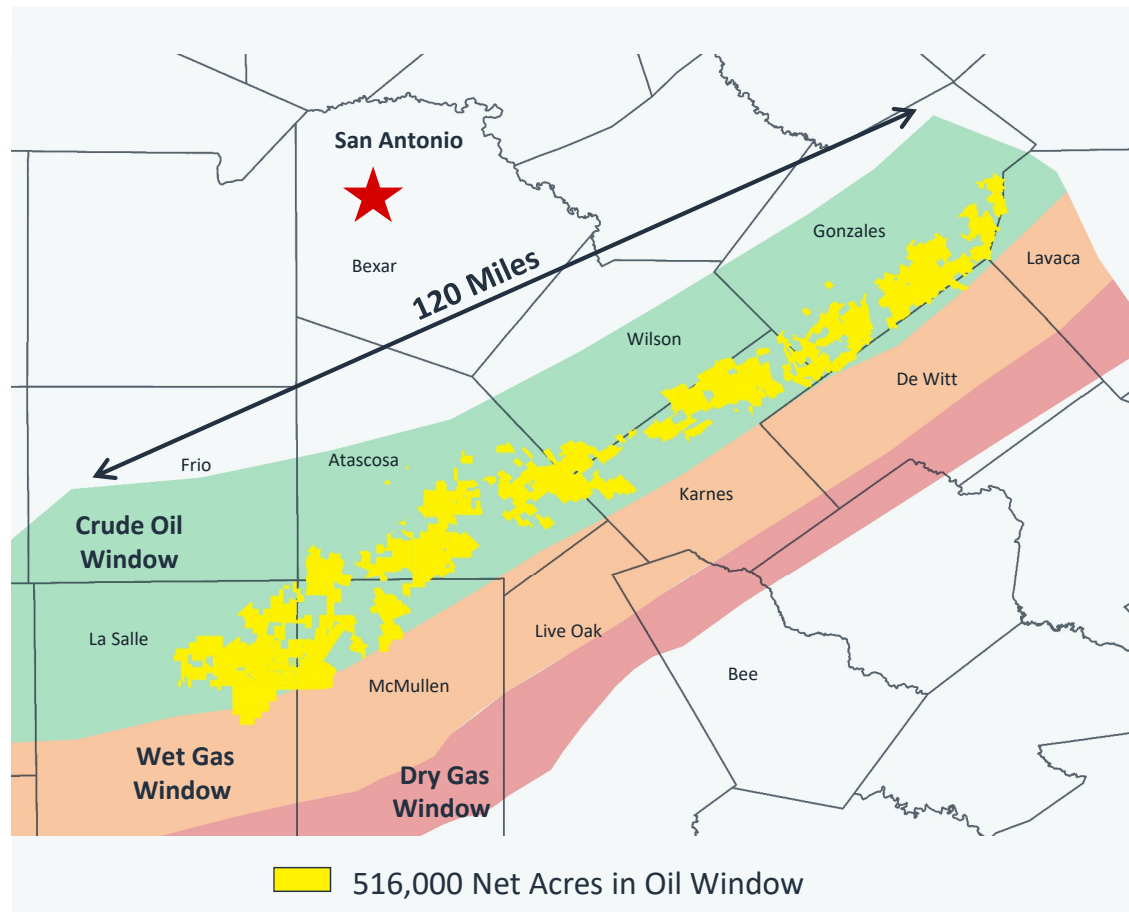 San Antonio
Bexar
120 Miles
Gonzales
Lavaca
Wilson
De Witt
Frio
Atascosa
Karnes
Crude Oil
Window
La Salle
Live Oak
McMullen
Bee
Wet Gas
Window
Dry Gas
Window
516,000 Net Acres in Oil Window